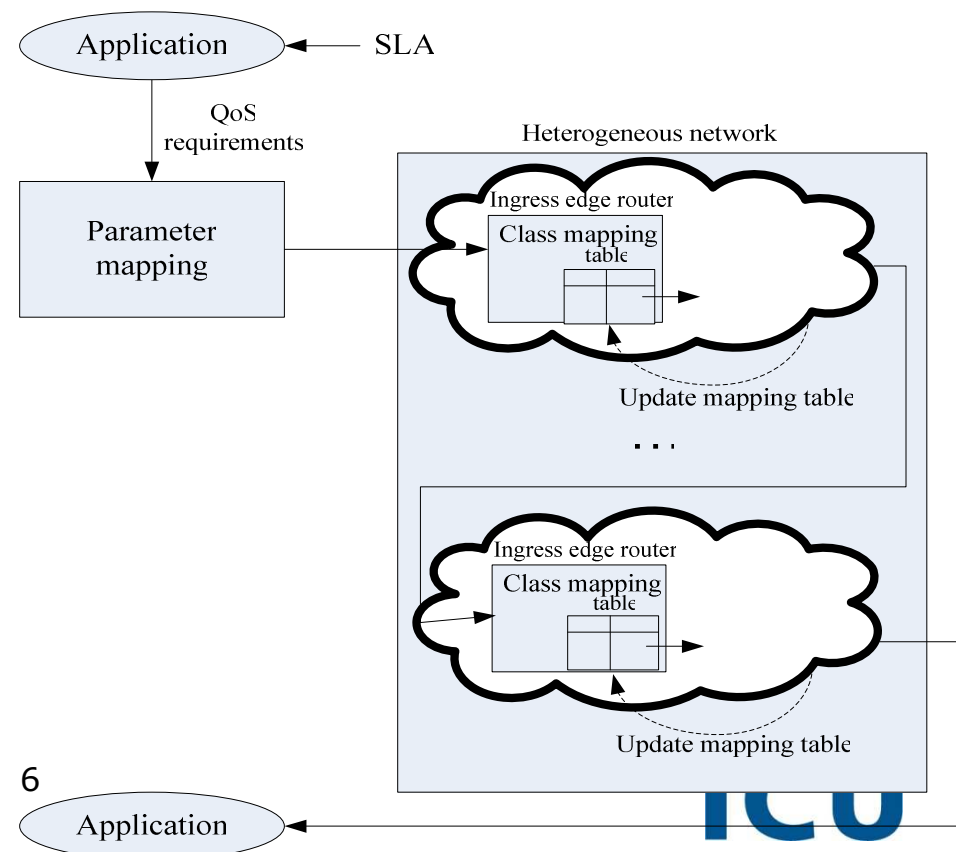 Application
SLA
QoS
requirements
Heterogeneous network
Parameter
mapping
Ingress edge router
Class mapping
table
Update mapping table
. . .
Ingress edge router
Class mapping
table
Update mapping table
6
Application
ICU